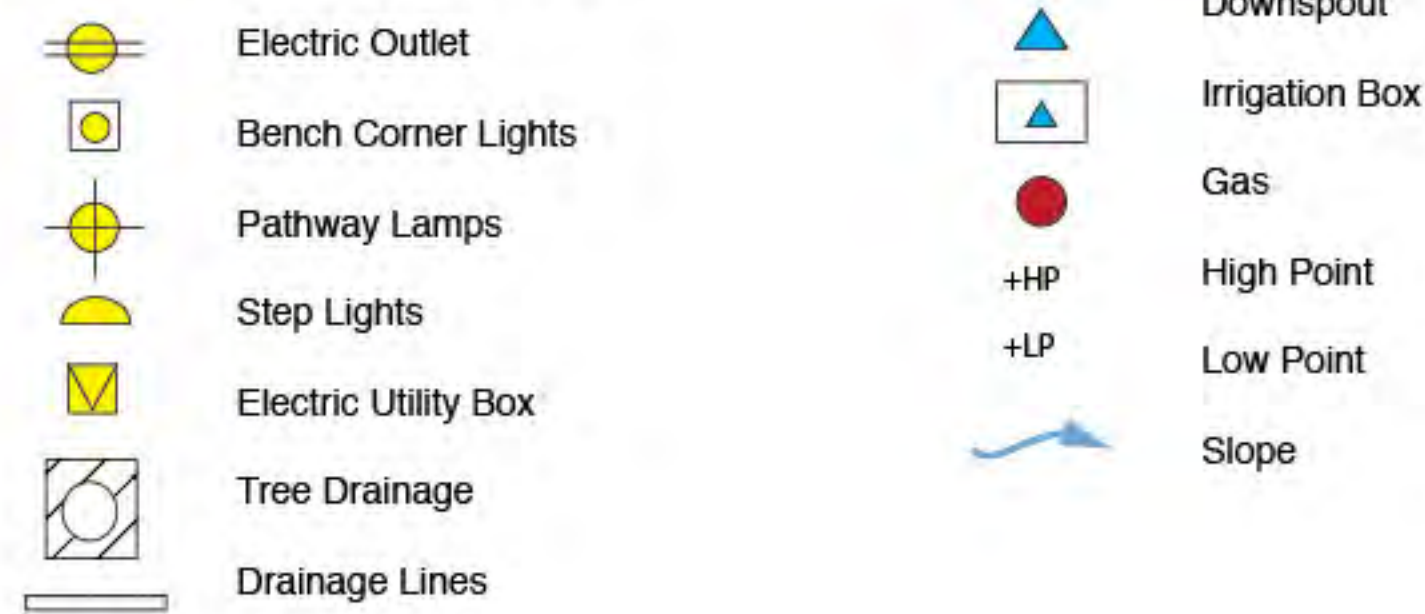 Electric Outlet
Bench Corner Lights
Pathway Lamps
Step Lights
Electric Utility Box
Tree Drainage
Drainage Lines
Downspout
Irrigation Box
Gas
+HP High Point
+LP Low Point
Slope